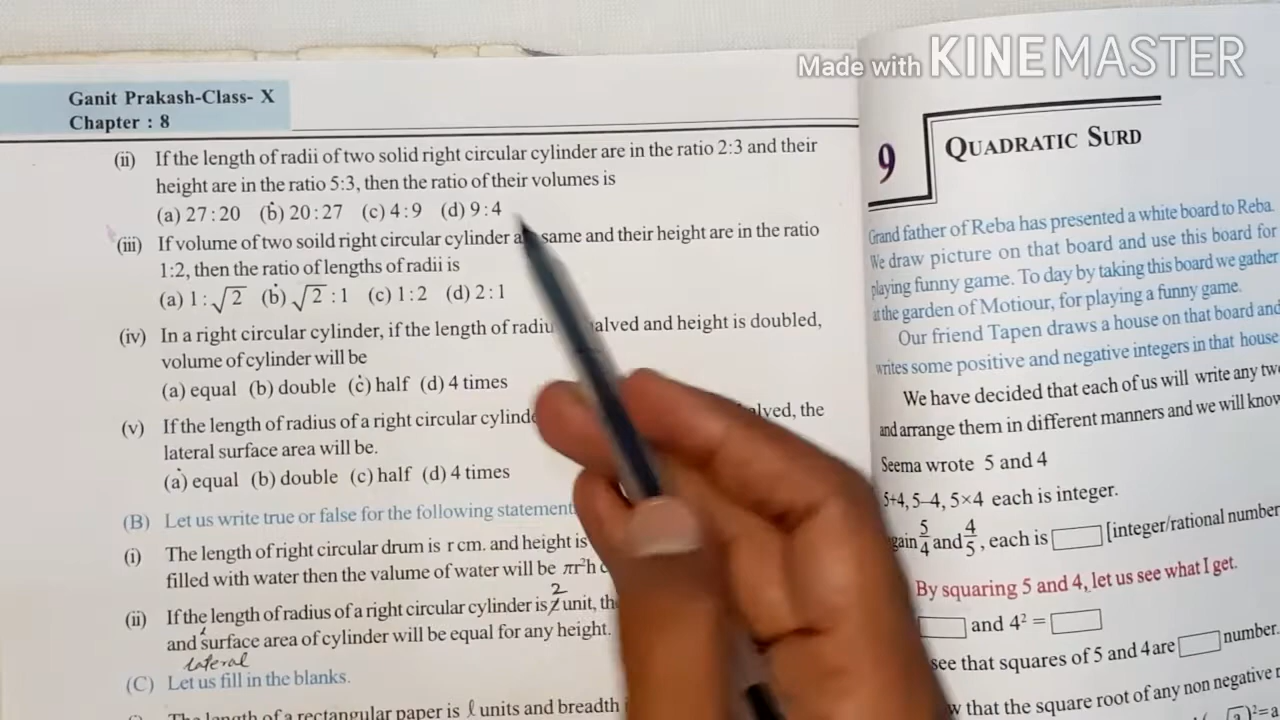 Made with KINEMASTER
Ganit Prakash-Class- X
Chapter : 8
(ii) If the length of radii of two solid right circular cylinder are in the ratio 2:3 and their
height are in the ratio 5:3, then the ratio of their volumes is
(a) 27:20 (b) 20:27 (c) 4:9 (d) 9:4
(iii) If volume of two soild right circular cylinder a same and their height are in the ratio
1:2, then the ratio of lengths of radii is
(a) 1:√2 (b) √2:1 (c) 1:2 (d) 2:1
(iv) In a right circular cylinder, if the length of radiu alved and height is doubled,
volume of cylinder will be
(a) equal (b) double (c) half (d) 4 times
(v) If the length of radius of a right circular cylinde alved, the
lateral surface area will be.
(a) equal (b) double (c) half (d) 4 times
(B) Let us write true or false for the following statement
(i) The length of right circular drum is r cm. and height is
filled with water then the valume of water will be πr²h
2
(ii) If the length of radius of a right circular cylinder is unit, th
and surface area of cylinder will be equal for any height.
lateral
(C) Let us fill in the blanks.
The length of a rectangular paper is l units and breadth
9 QUADRATIC SURD
Grand father of Reba has presented a white board to Reba.
We draw picture on that board and use this board for
playing funny game. To day by taking this board we gather
at the garden of Motiour, for playing a funny game.
Our friend Tapen draws a house on that board and
writes some positive and negative integers in that house
We have decided that each of us will write any tw
and arrange them in different manners and we will know
Seema wrote 5 and 4
5+4, 5–4, 5×4 each is integer.
gain 5/4 and 4/5, each is [integer/rational number
By squaring 5 and 4, let us see what I get.
and 4² =
see that squares of 5 and 4 are number.
w that the square root of any non negative r
)²=a